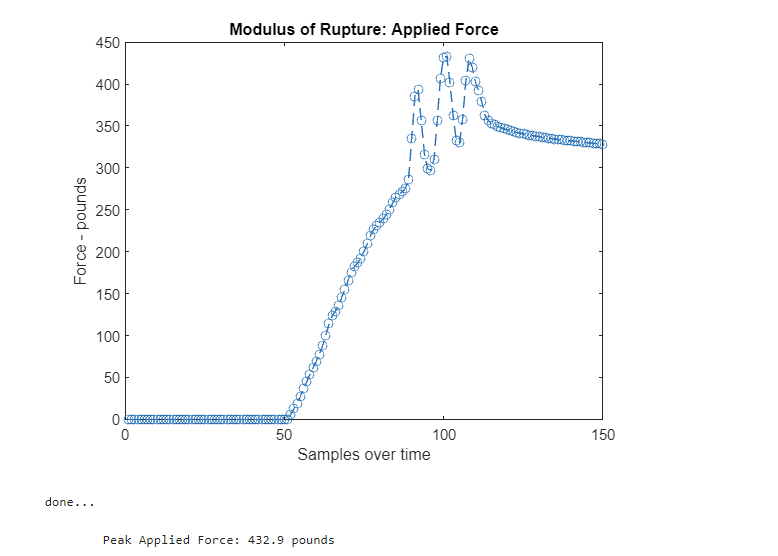 Modulus of Rupture: Applied Force
450
400
350
300
250
200
150
100
50
0
Force - pounds
0 50 100 150
Samples over time
done...
Peak Applied Force: 432.9 pounds